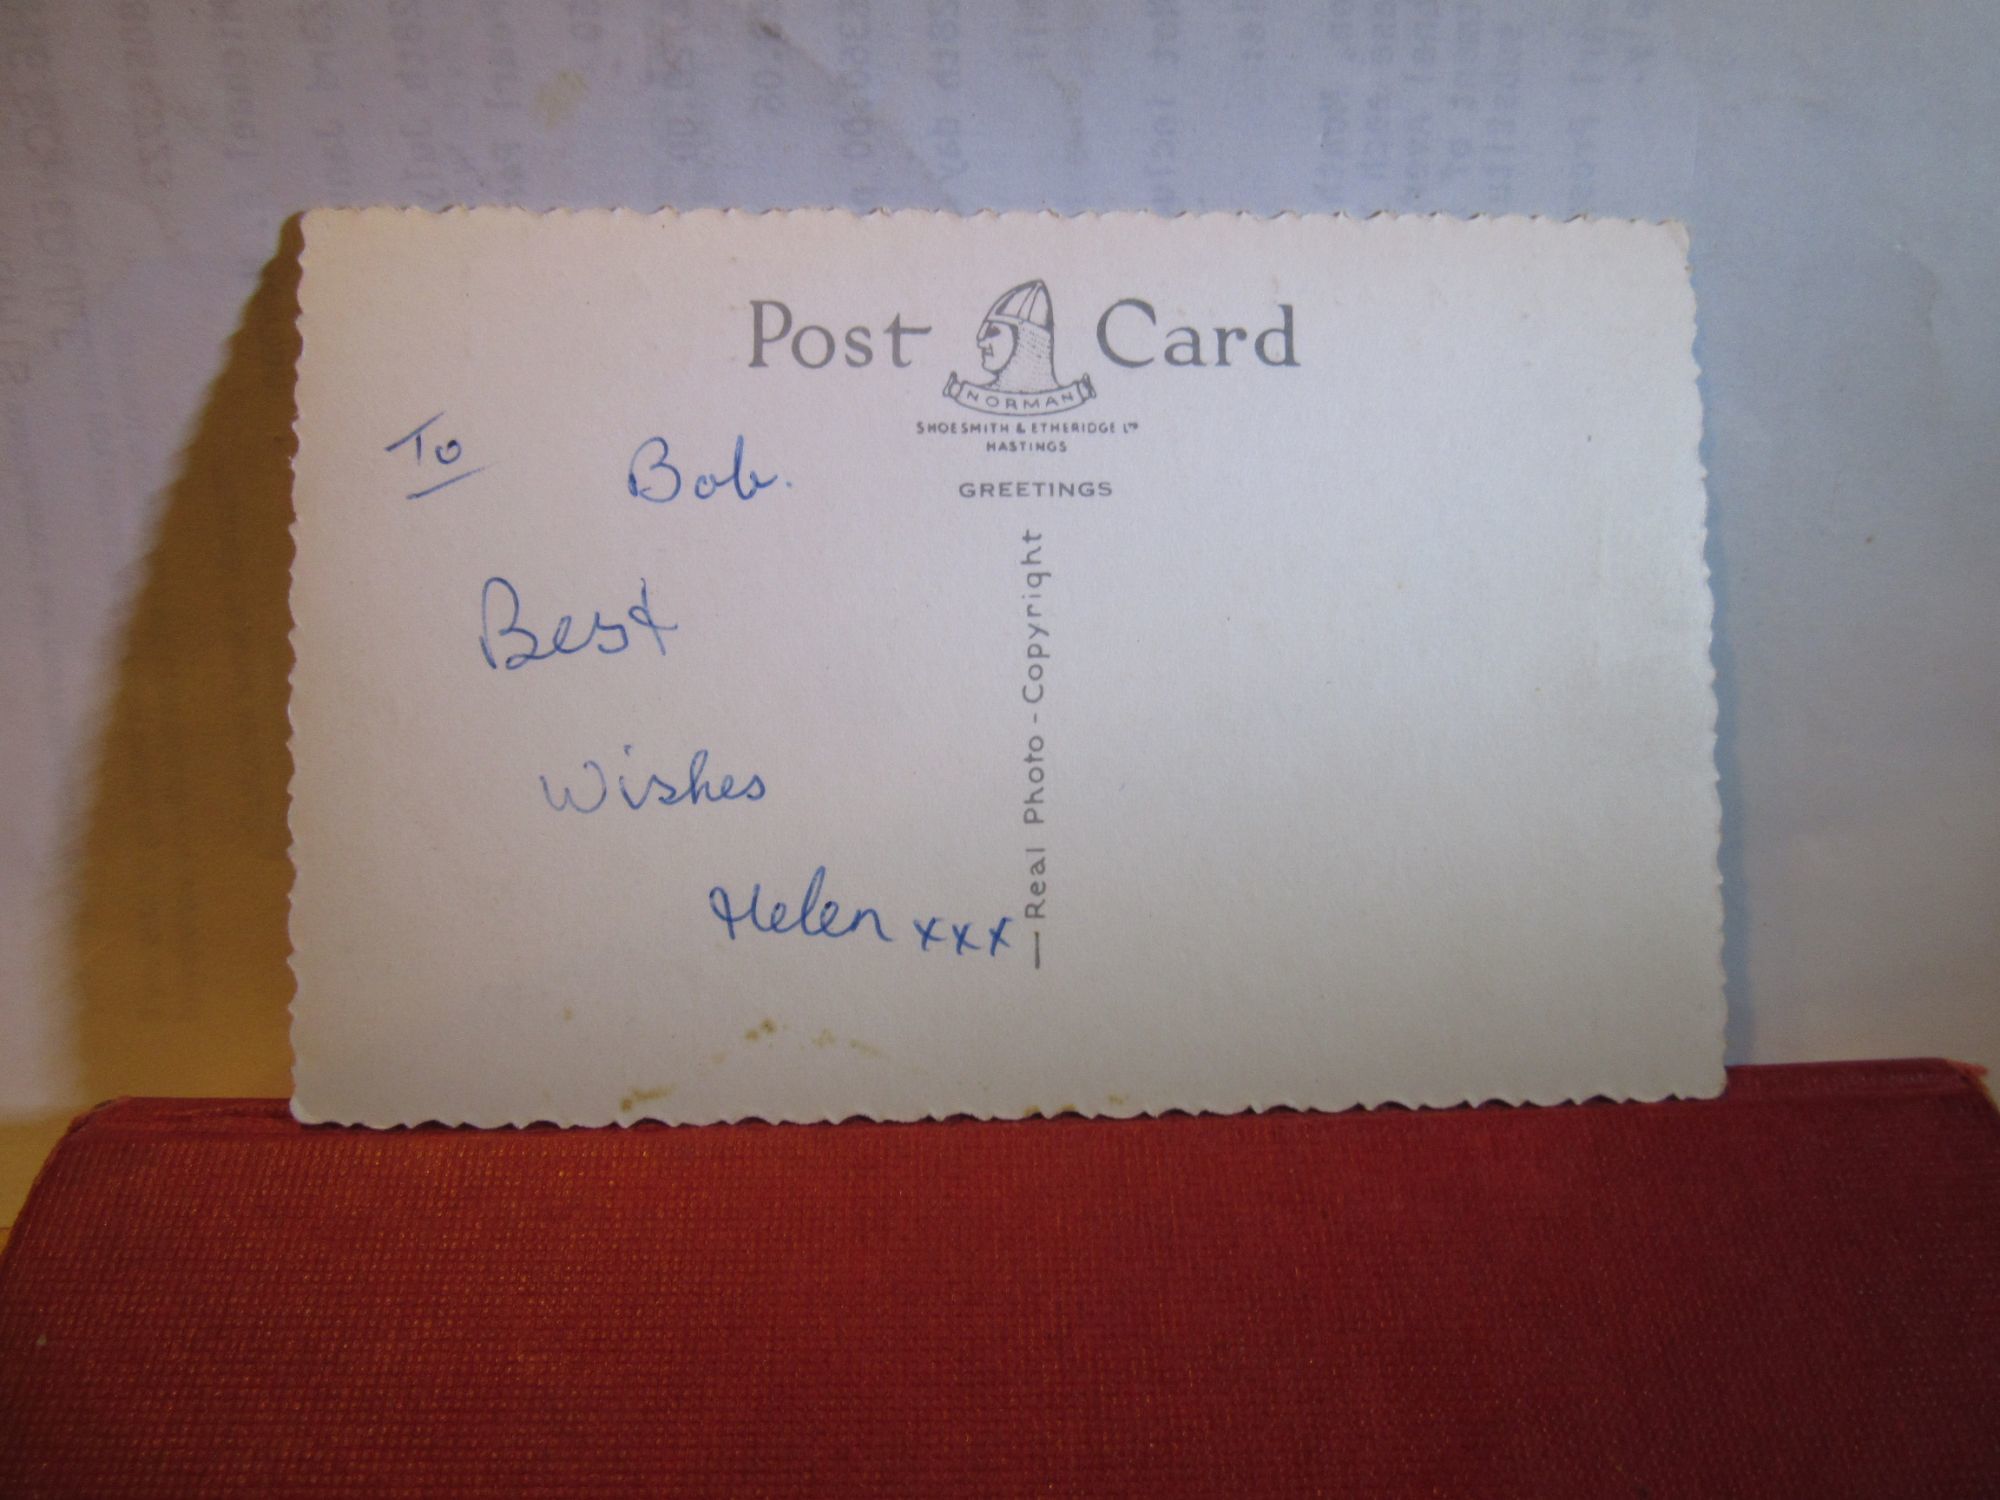 Post Card
NORMAN
SHOESMITH & ETHERIDGE LTD
HASTINGS
GREETINGS
To Bob.
Best
Wishes
Helen xxx
Real Photo - Copyright